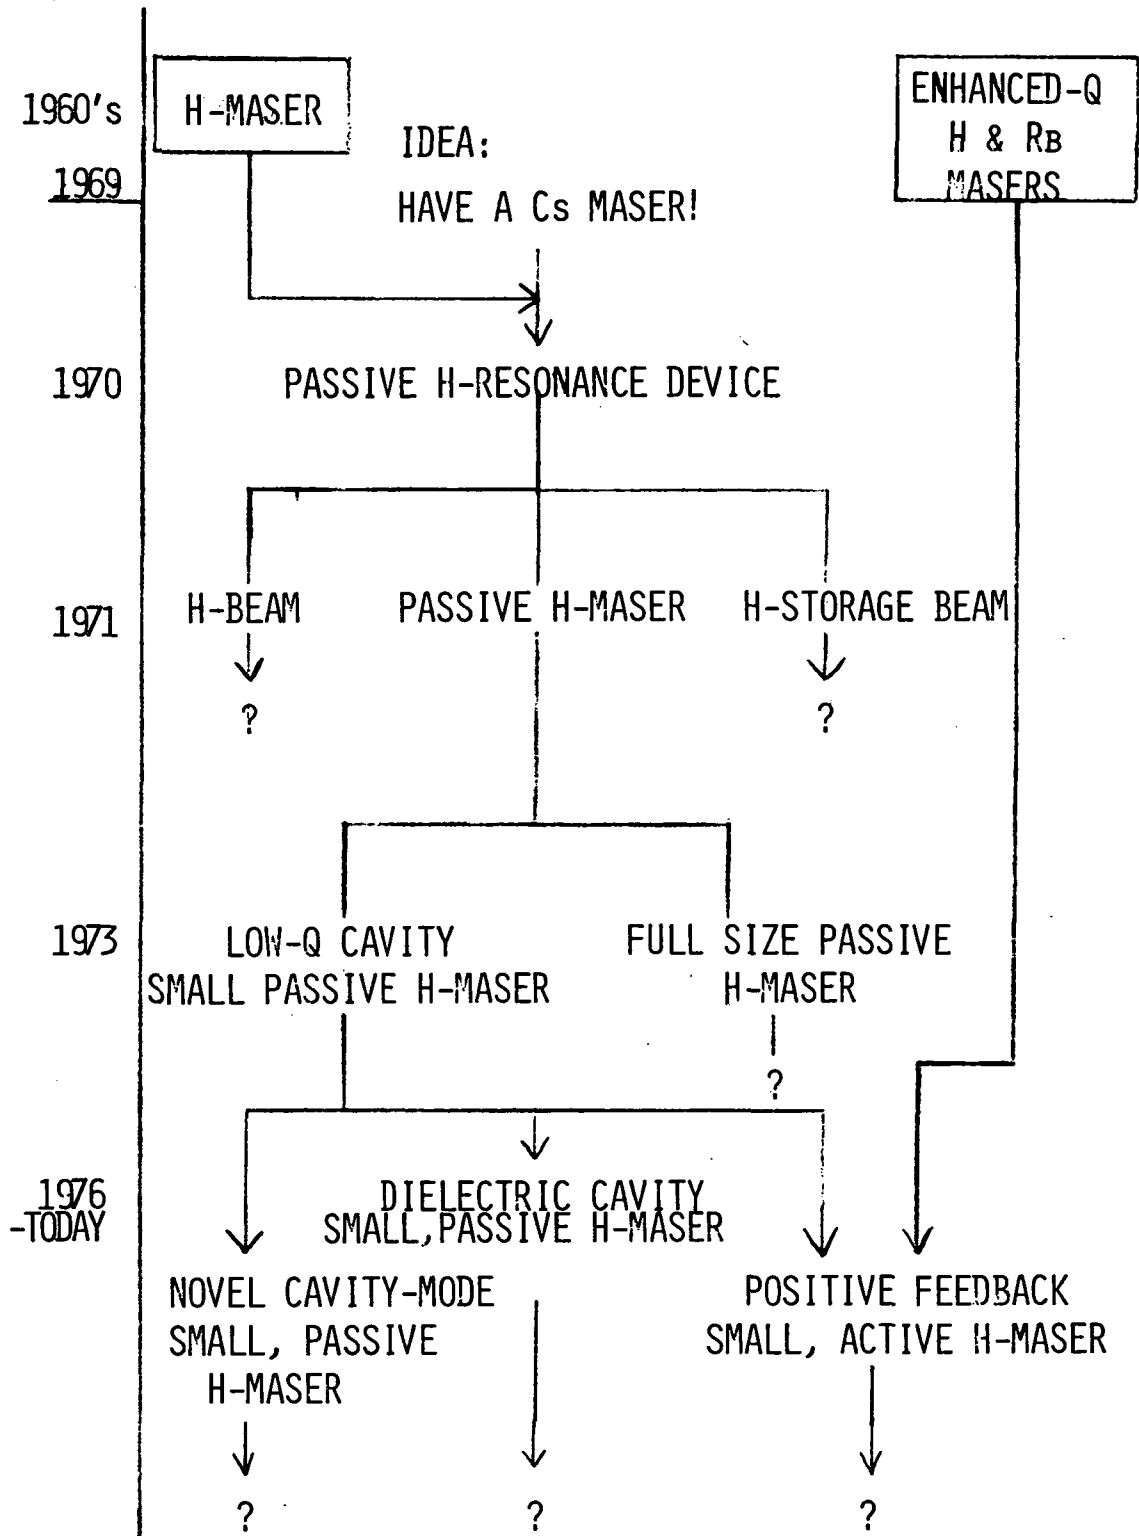 1960's
H-MASER
ENHANCED-Q
H & RB
MASERS
IDEA:
HAVE A Cs MASER!
1969
1970
PASSIVE H-RESONANCE DEVICE
1971
H-BEAM
PASSIVE H-MASER
H-STORAGE BEAM
?
?
1973
LOW-Q CAVITY
SMALL PASSIVE H-MASER
FULL SIZE PASSIVE
H-MASER
?
1976
-TODAY
DIELECTRIC CAVITY
SMALL, PASSIVE H-MASER
NOVEL CAVITY-MODE
SMALL, PASSIVE
H-MASER
POSITIVE FEEDBACK
SMALL, ACTIVE H-MASER
?
?
?